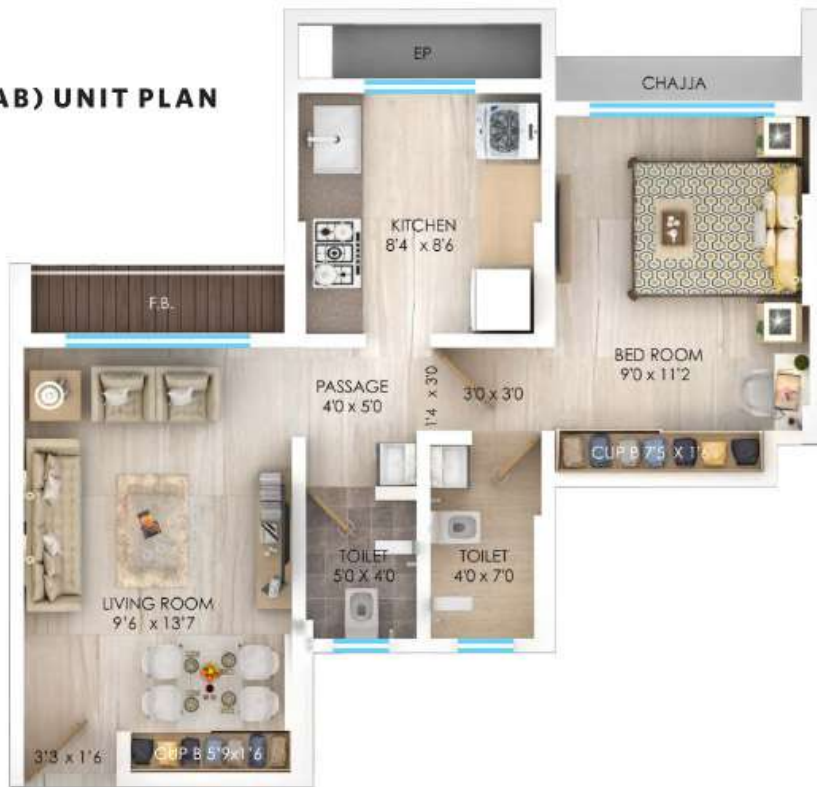 AB) UNIT PLAN
EP
CHAJJA
KITCHEN
8'4 x 8'6
F.B.
BED ROOM
9'0 x 11'2
PASSAGE
4'0 x 5'0
1'4 x 3'0
3'0 x 3'0
CUP B 7'5 X 1'6
TOILET
5'0 X 4'0
TOILET
4'0 x 7'0
LIVING ROOM
9'6 x 13'7
3'3 x 1'6
CUP B 5'9x1'6